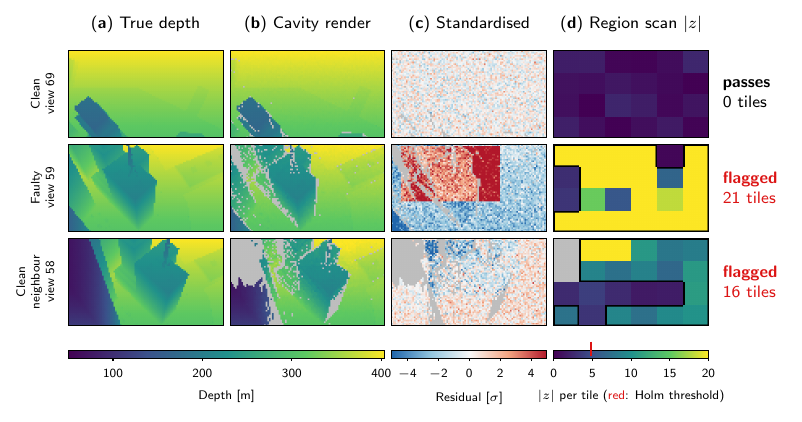 (a) True depth
(b) Cavity render
(c) Standardised
(d) Region scan |z|
Clean
view 69
passes
0 tiles
Faulty
view 59
flagged
21 tiles
Clean
neighbour
view 58
flagged
16 tiles
100
200
300
400
−4
−2
0
2
4
0
5
10
15
20
Depth [m]
Residual [σ]
|z| per tile (red: Holm threshold)